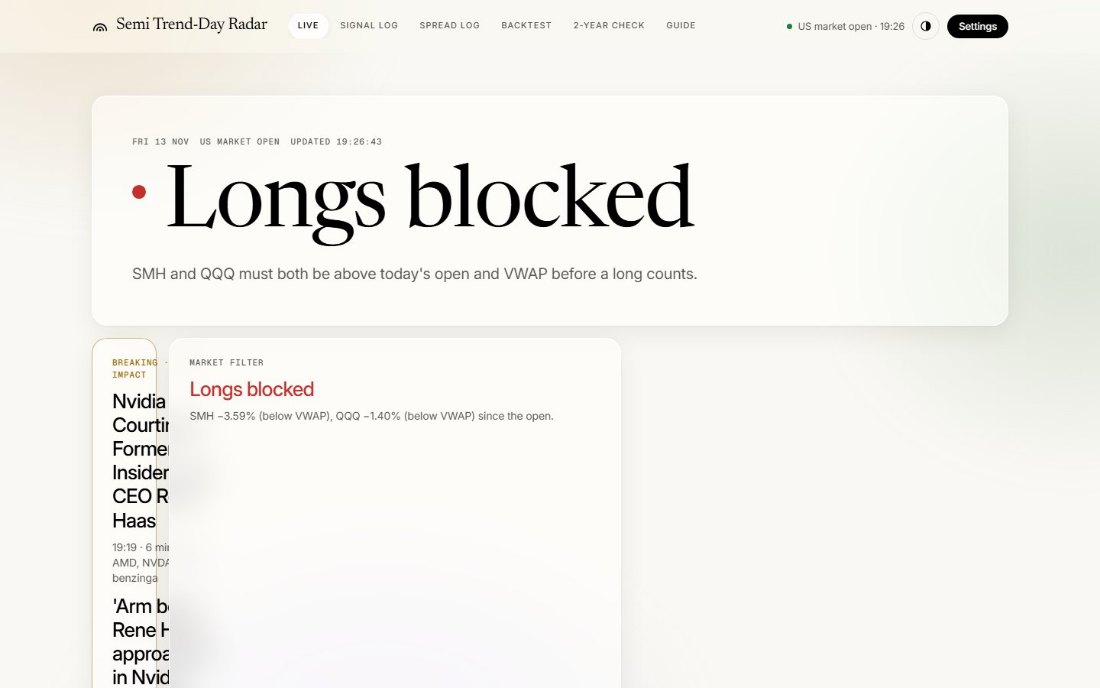 Semi Trend-Day Radar
LIVE
SIGNAL LOG
SPREAD LOG
BACKTEST
2-YEAR CHECK
GUIDE
US market open · 19:26
Settings
FRI 13 NOV US MARKET OPEN UPDATED 19:26:43
Longs blocked
SMH and QQQ must both be above today's open and VWAP before a long counts.
BREAKING ·
IMPACT
Nvidia
Courtin
Former
Insider
CEO R
Haas
19:19 · 6 min
AMD, NVDA
benzinga
'Arm be
Rene H
approa
in Nvid
MARKET FILTER
Longs blocked
SMH −3.59% (below VWAP), QQQ −1.40% (below VWAP) since the open.